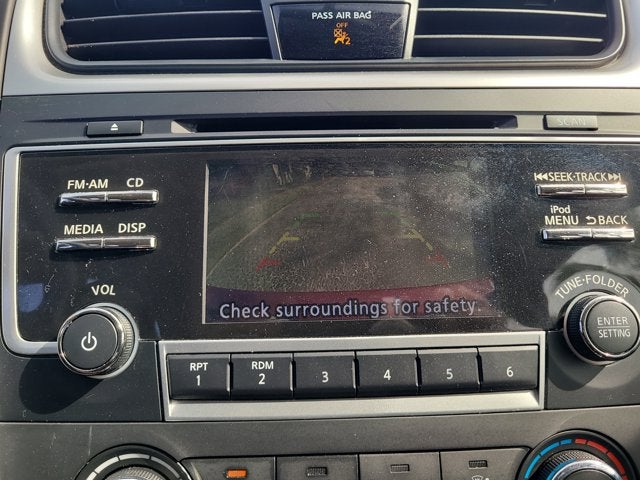 PASS AIR BAG
OFF
2
SCAN
FM·AM CD
SEEK·TRACK
MEDIA DISP
iPod
MENU BACK
VOL
TUNE·FOLDER
ENTER
SETTING
Check surroundings for safety.
RPT
1
RDM
2
3
4
5
6